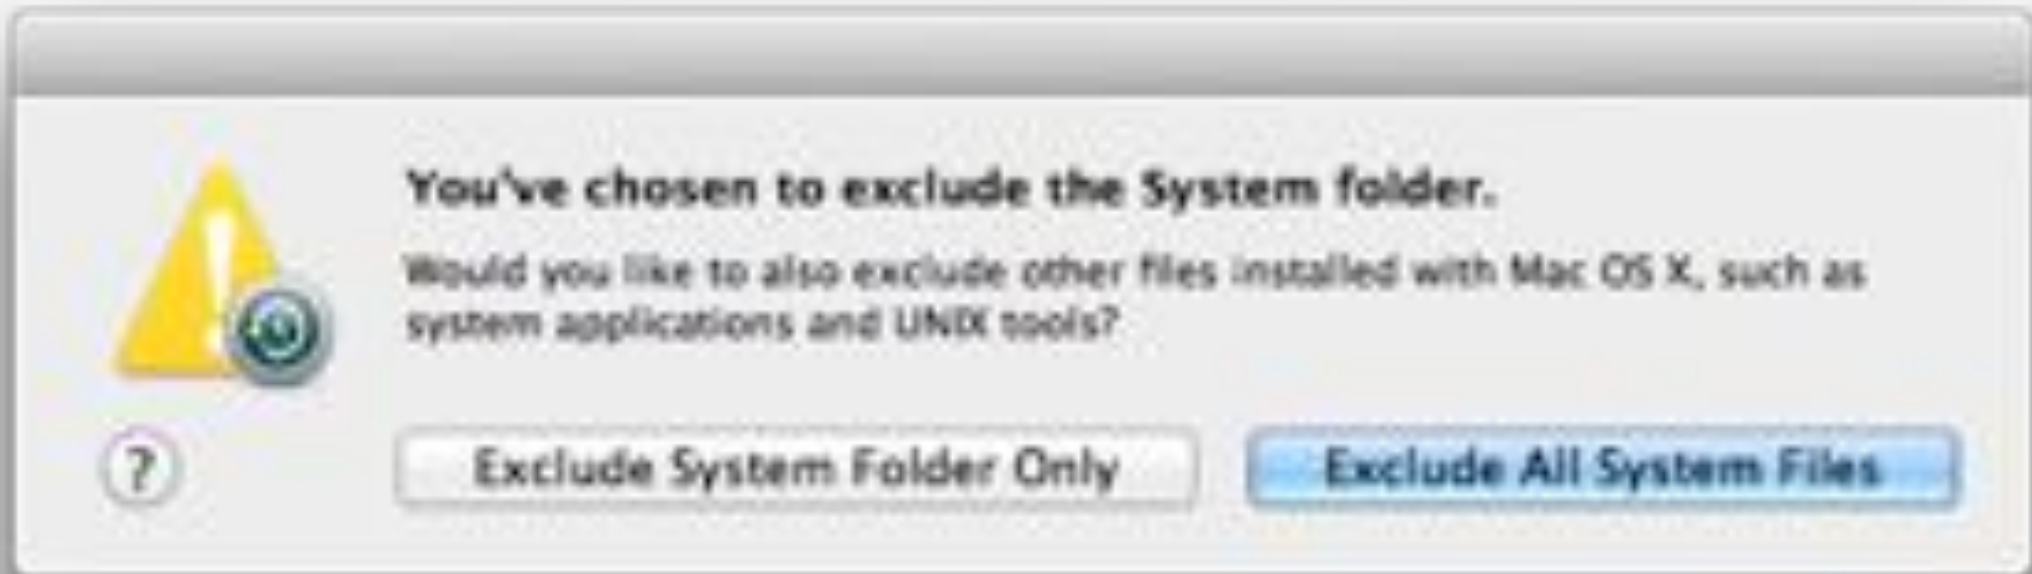 You've chosen to exclude the System folder.
Would you like to also exclude other files installed with Mac OS X, such as
system applications and UNIX tools?
?
Exclude System Folder Only
Exclude All System Files